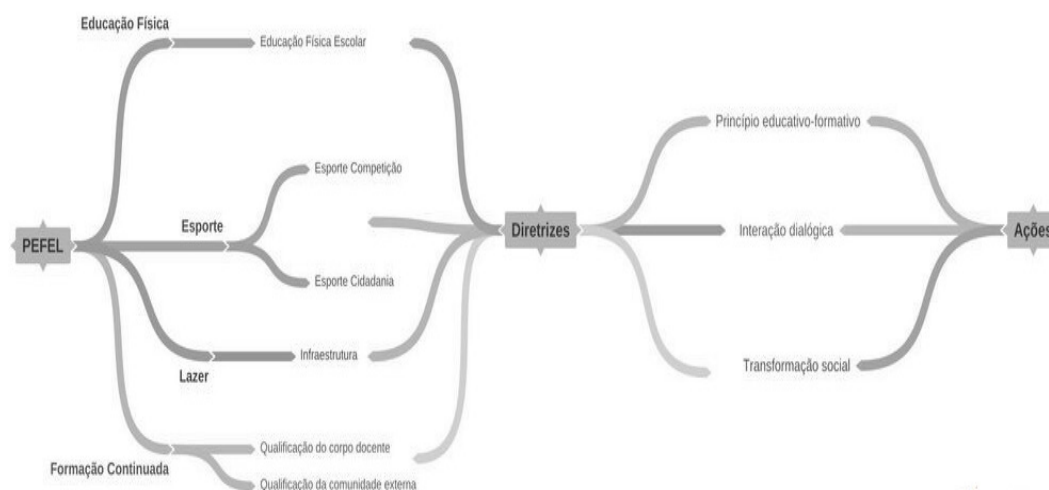 Educação Física
Educação Física Escolar
Princípio educativo-formativo
Esporte Competição
PEFEL
Esporte
Diretrizes
Interação dialógica
Ações
Esporte Cidadania
Infraestrutura
Lazer
Transformação social
Qualificação do corpo docente
Formação Continuada
Qualificação da comunidade externa